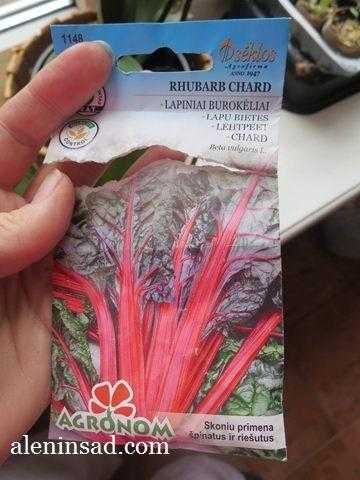 1148
Dsėklos
Agrofirma
ANNO 1947
RHUBARB CHARD
- LAPINIAI BUROKĖLIAI
- LAPU BIETES
- LEHTPEET
- CHARD
Beta vulgaris L.
AGRONOM
Skoniu primena
špinatus ir riešutus
aleninsad.com